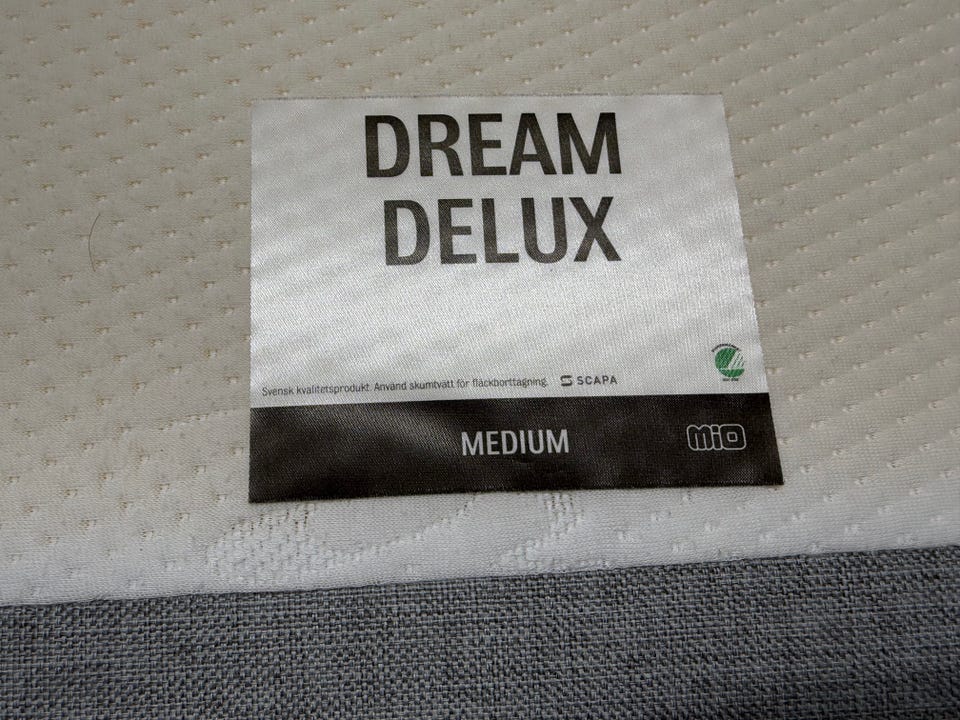 DREAM
DELUX
Svensk kvalitetsprodukt. Använd skumtvätt för fläckborttagning. SCAPA
MEDIUM
MiO